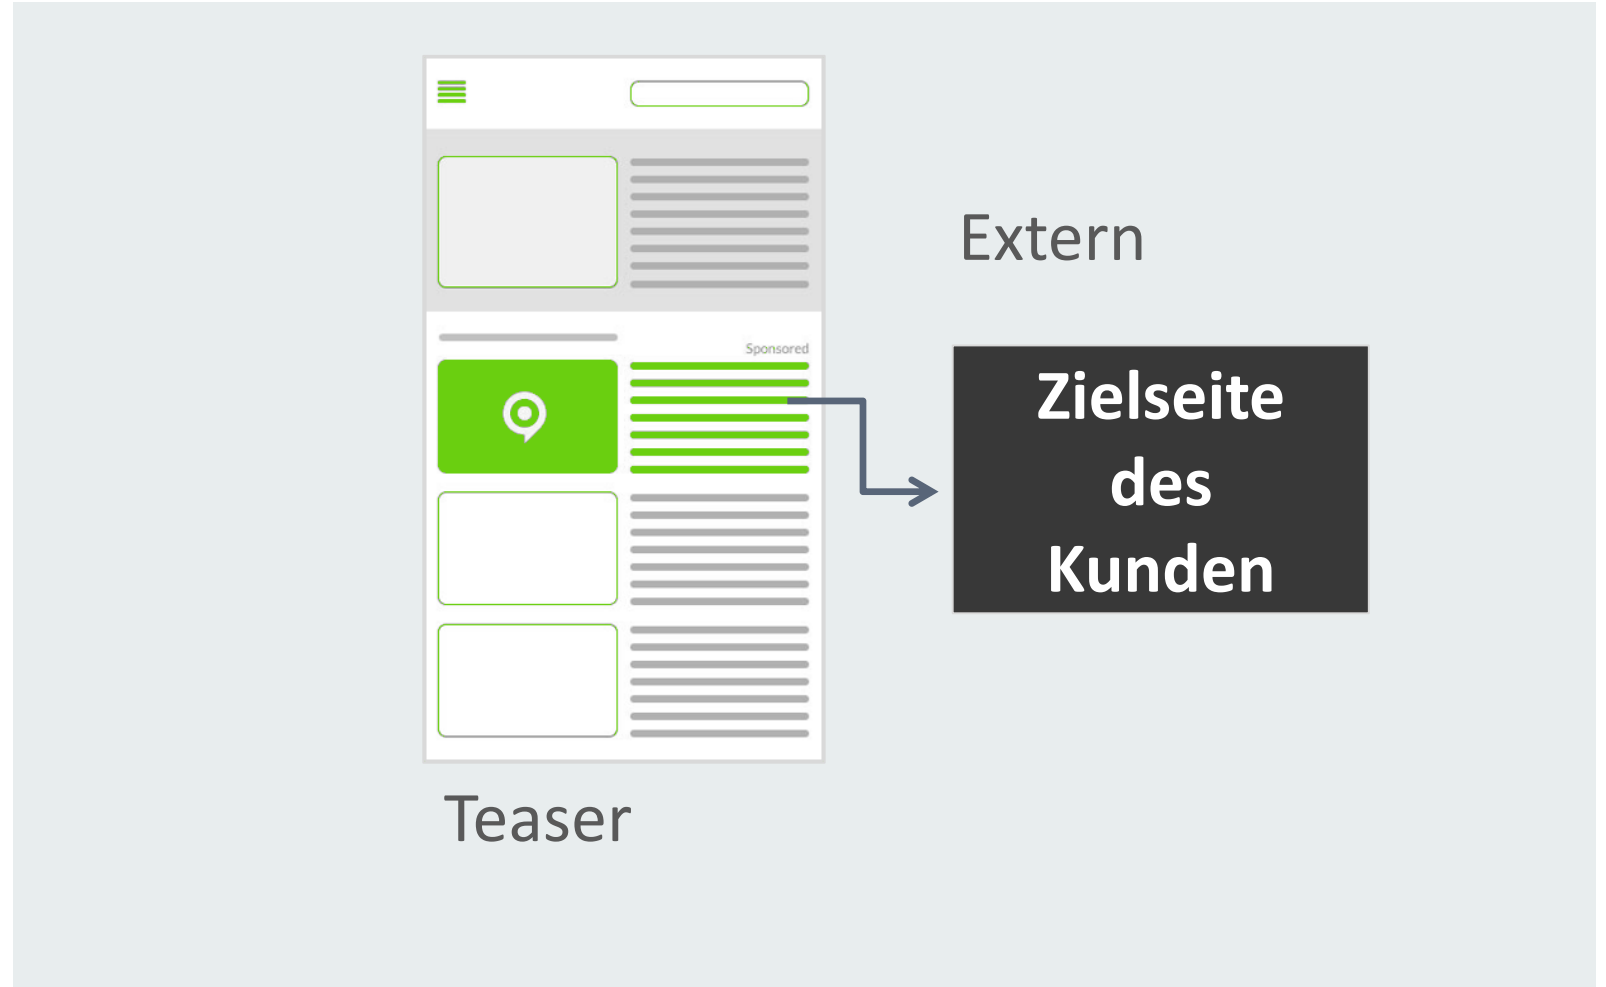 Extern
Sponsored
Zielseite
des
Kunden
Teaser